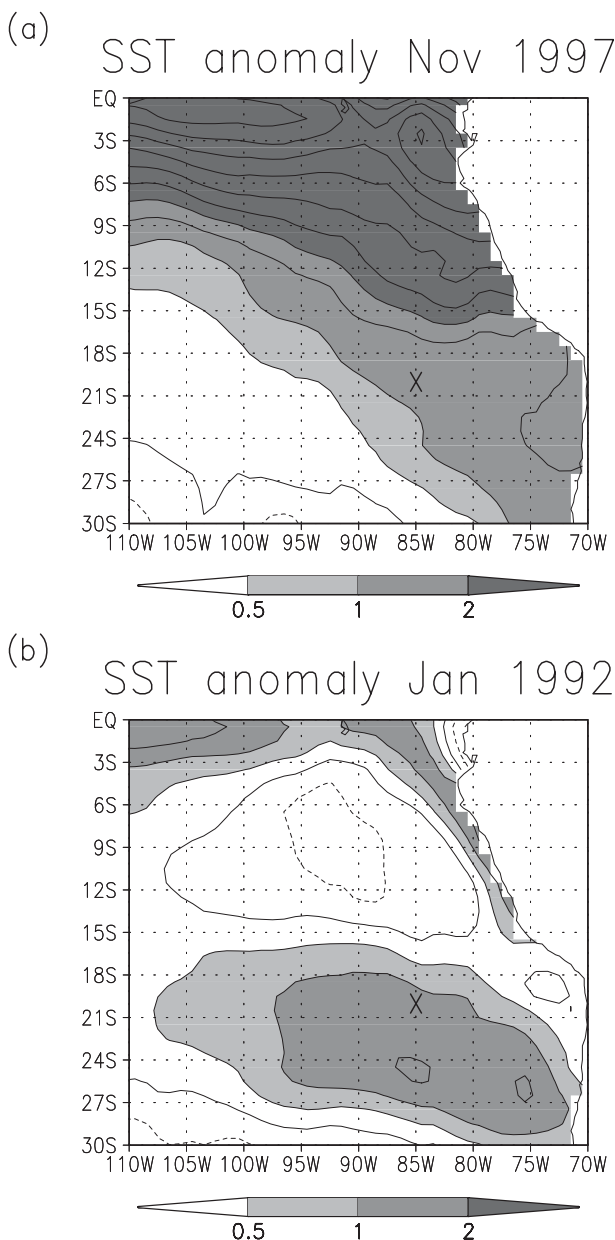 (a)
SST anomaly Nov 1997
EQ
3S
6S
9S
12S
15S
18S
21S
24S
27S
30S
X
110W 105W 100W 95W 90W 85W 80W 75W 70W
0.5 1 2
(b)
SST anomaly Jan 1992
EQ
3S
6S
9S
12S
15S
18S
21S
24S
27S
30S
X
110W 105W 100W 95W 90W 85W 80W 75W 70W
0.5 1 2